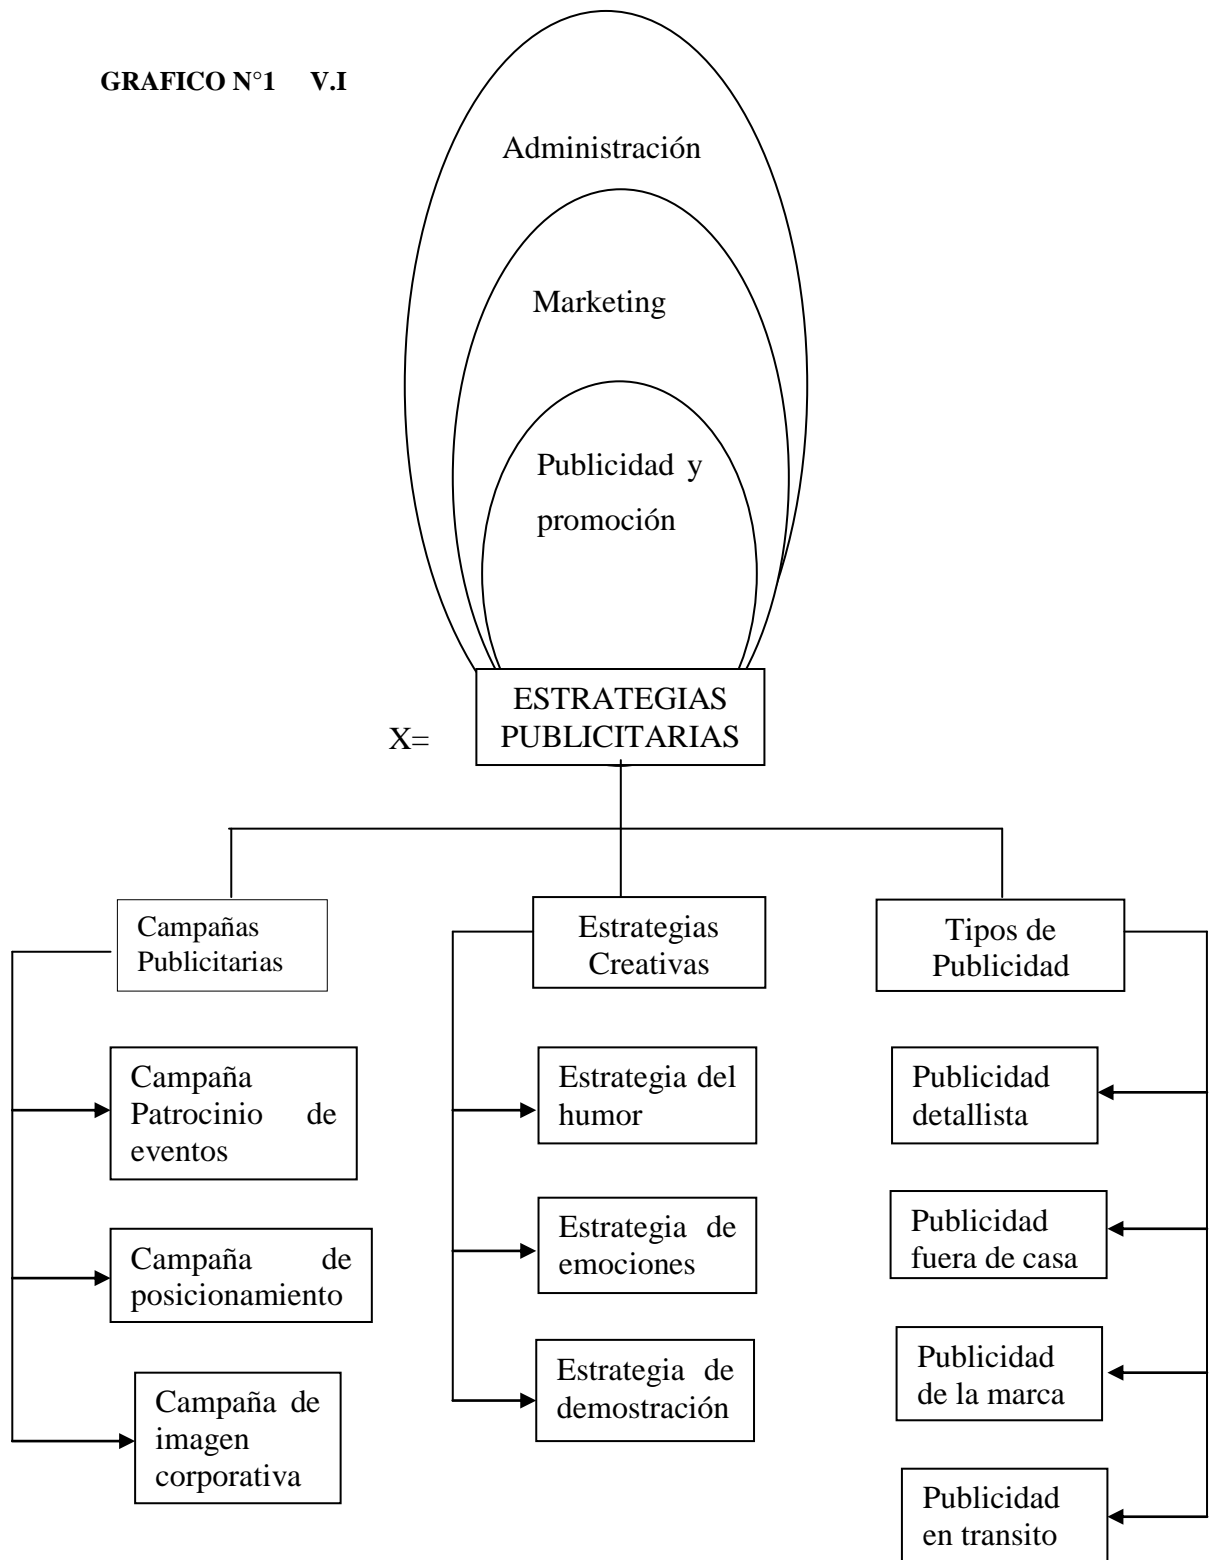 GRAFICO N°1 V.I
Administración
Marketing
Publicidad y
promoción
X=
ESTRATEGIAS
PUBLICITARIAS
Campañas
Publicitarias
Campaña
Patrocinio de
eventos
Campaña de
posicionamiento
Campaña de
imagen
corporativa
Estrategias
Creativas
Estrategia del
humor
Estrategia de
emociones
Estrategia de
demostración
Tipos de
Publicidad
Publicidad
detallista
Publicidad
fuera de casa
Publicidad
de la marca
Publicidad
en transito